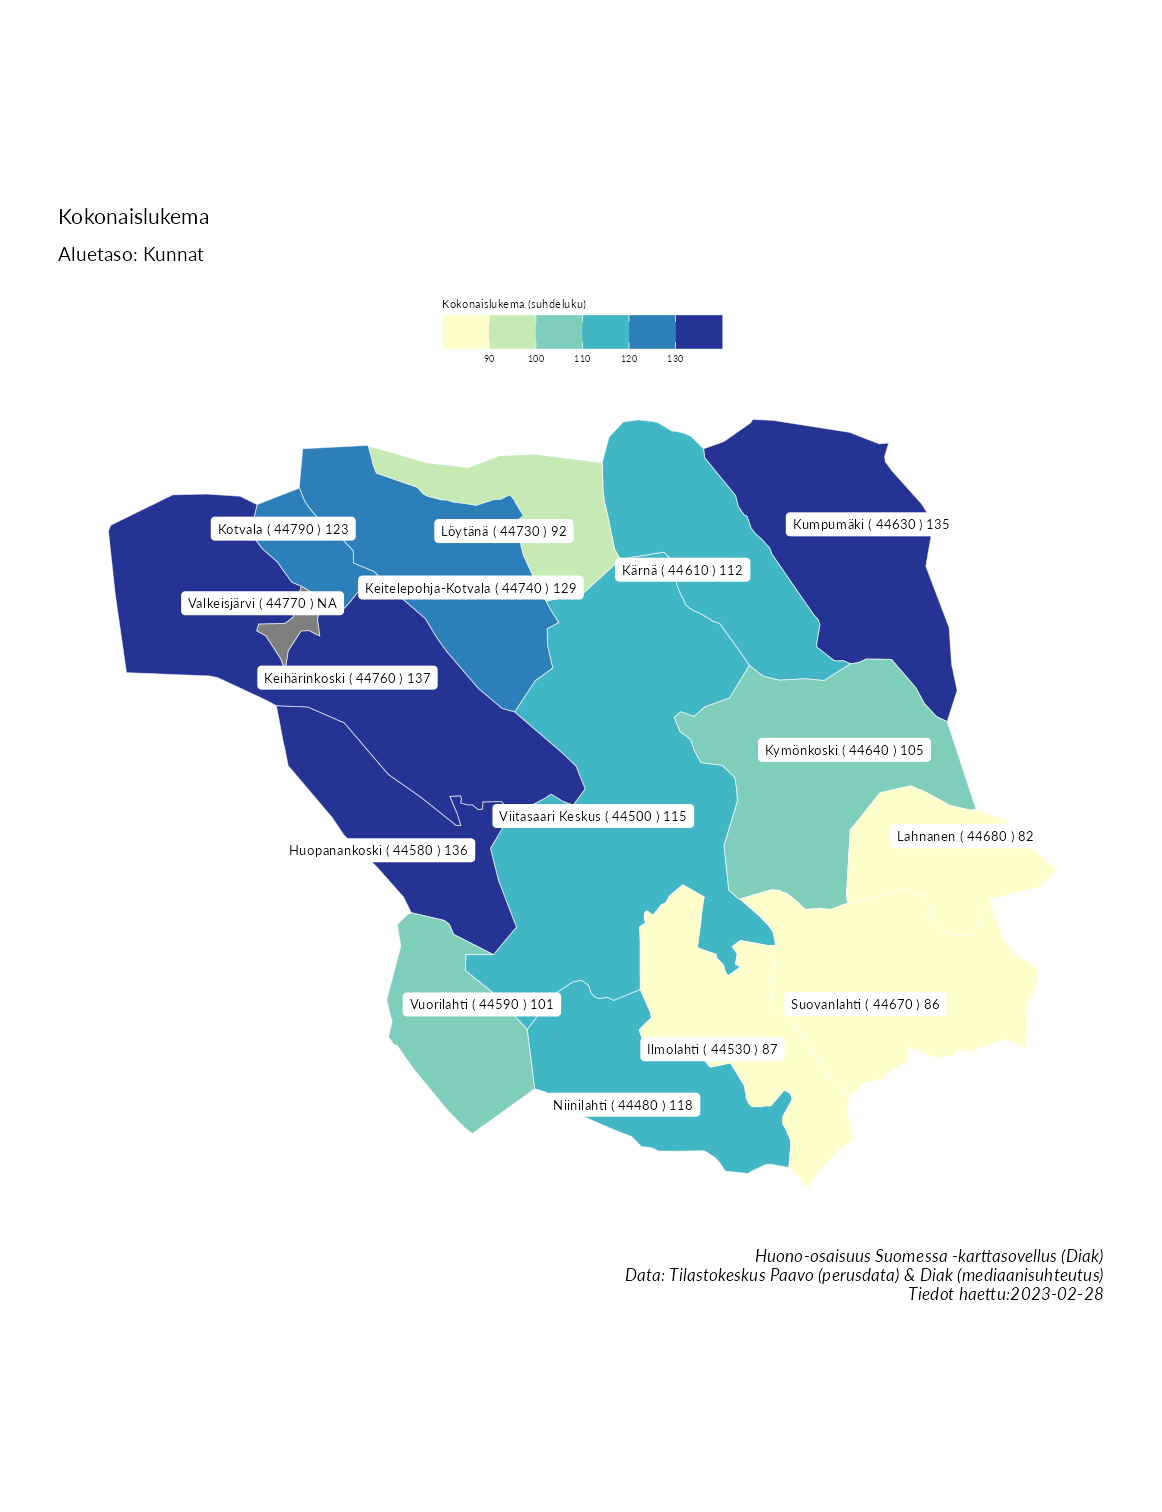 Kokonaislukema
Aluetaso: Kunnat
Kokonaislukema (suhdeluku)
90 100 110 120 130
Kumpumäki ( 44630 ) 135
Kotvala ( 44790 ) 123
Löytänä ( 44730 ) 92
Kärnä ( 44610 ) 112
Keitelepohja-Kotvala ( 44740 ) 129
Valkeisjärvi ( 44770 ) NA
Keihärinkoski ( 44760 ) 137
Kymönkoski ( 44640 ) 105
Viitasaari Keskus ( 44500 ) 115
Lahnanen ( 44680 ) 82
Huopanankoski ( 44580 ) 136
Vuorilahti ( 44590 ) 101
Suovanlahti ( 44670 ) 86
Ilmolahti ( 44530 ) 87
Niinilahti ( 44480 ) 118
Huono-osaisuus Suomessa -karttasovellus (Diak)
Data: Tilastokeskus Paavo (perusdata) & Diak (mediaanisuhteutus)
Tiedot haettu:2023-02-28